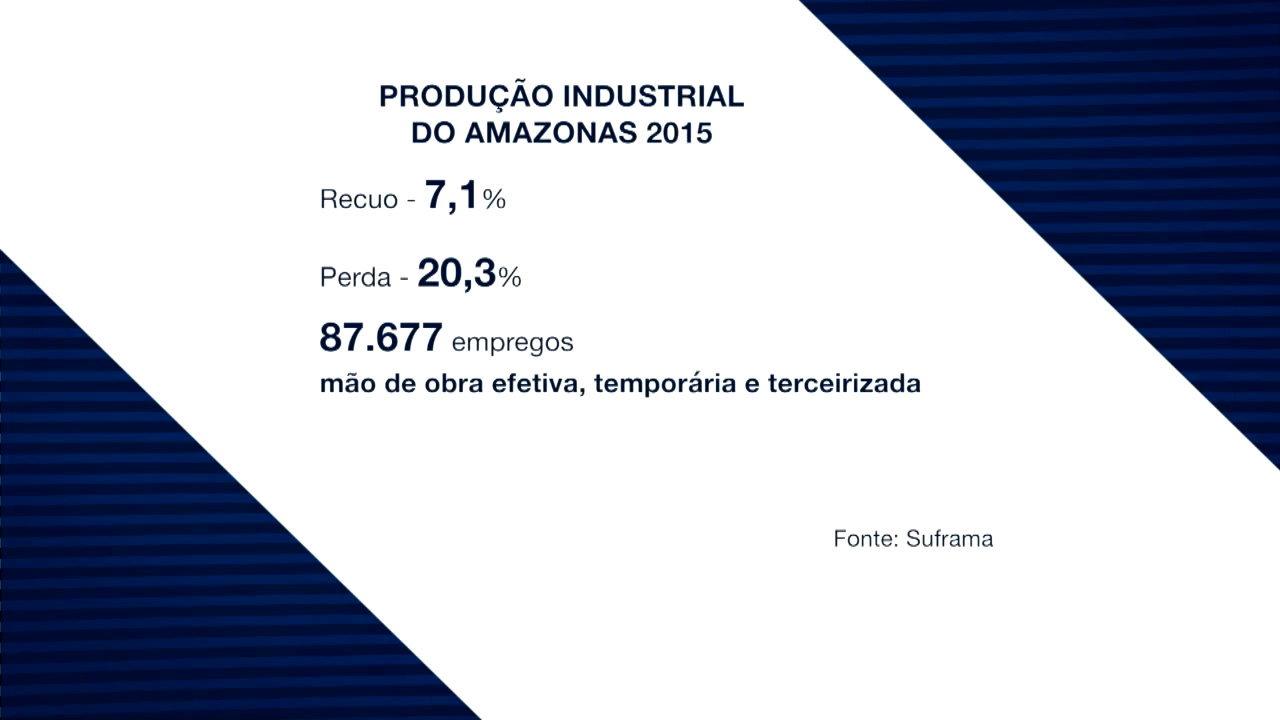 PRODUÇÃO INDUSTRIAL
DO AMAZONAS 2015
Recuo - 7,1%
Perda - 20,3%
87.677 empregos
mão de obra efetiva, temporária e terceirizada
Fonte: Suframa